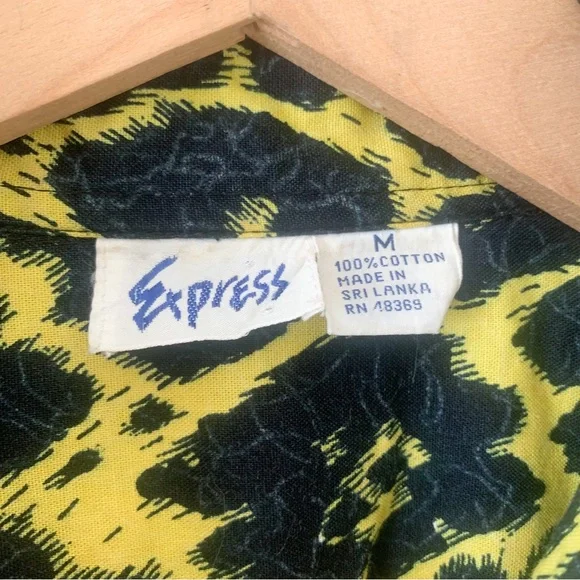 Express
M
100% COTTON
MADE IN
SRI LANKA
RN 48369